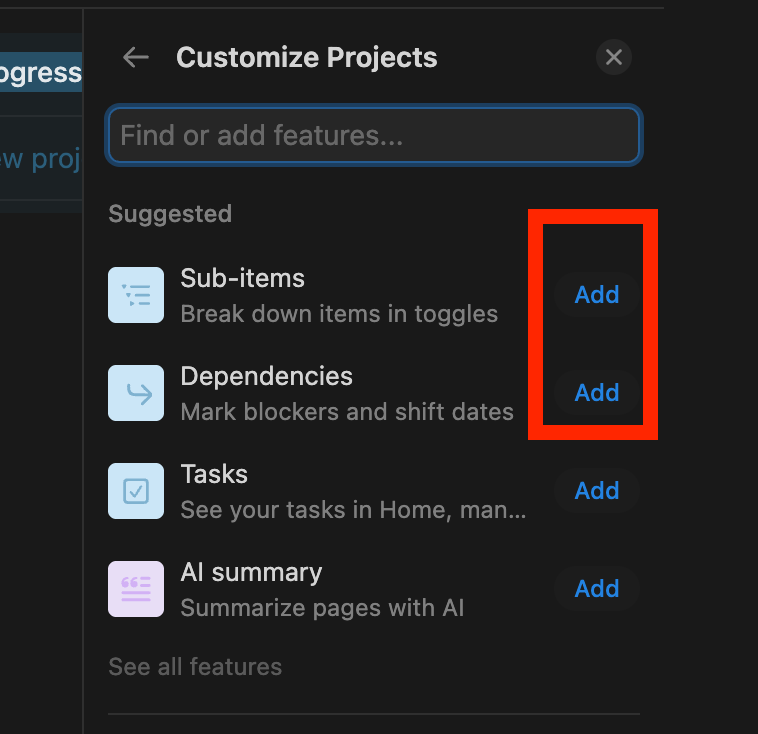 Customize Projects
ogress
Find or add features...
ew proj
Suggested
Sub-items
Break down items in toggles
Add
Dependencies
Mark blockers and shift dates
Add
Tasks
See your tasks in Home, man...
Add
AI summary
Summarize pages with AI
Add
See all features